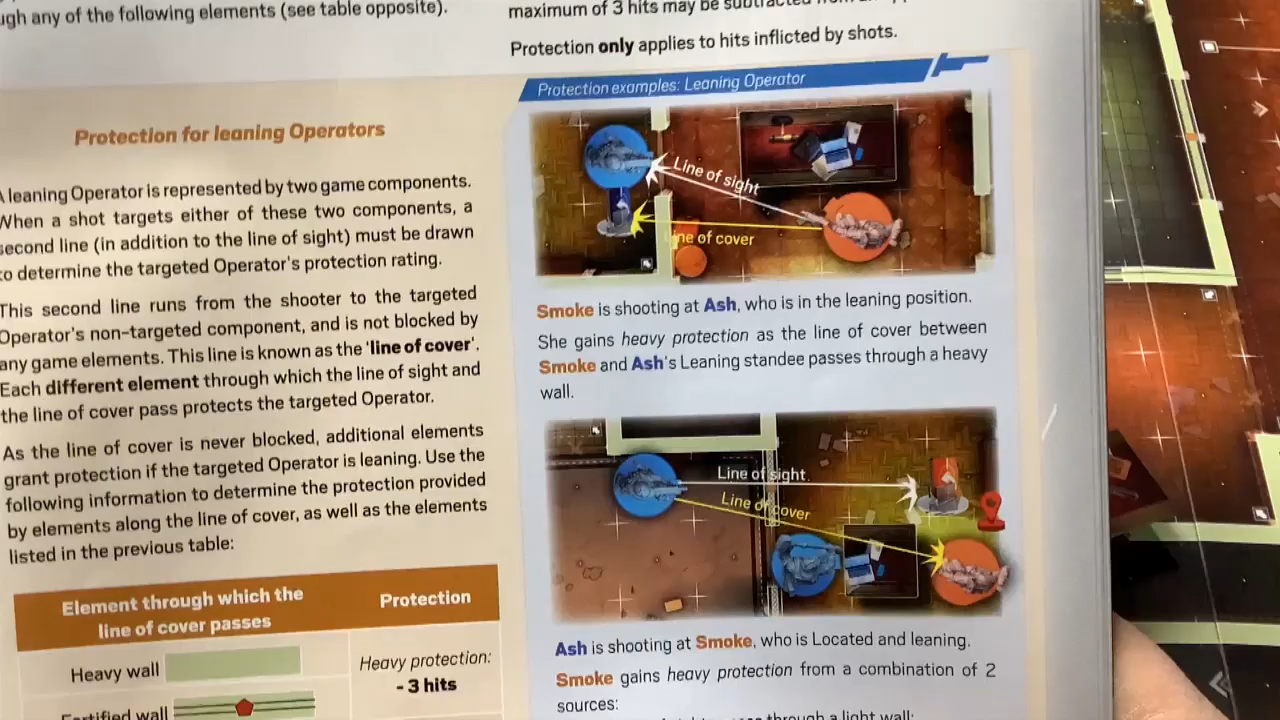 any of the following elements (see table opposite).
Protection for leaning Operators
A leaning Operator is represented by two game components.
When a shot targets either of these two components, a
second line (in addition to the line of sight) must be drawn
to determine the targeted Operator's protection rating.
This second line runs from the shooter to the targeted
Operator's non-targeted component, and is not blocked by
any game elements. This line is known as the 'line of cover'.
Each different element through which the line of sight and
the line of cover pass protects the targeted Operator.
As the line of cover is never blocked, additional elements
grant protection if the targeted Operator is leaning. Use the
following information to determine the protection provided
by elements along the line of cover, as well as the elements
listed in the previous table:
Element through which the
line of cover passes
Protection
Heavy wall
Heavy protection:
- 3 hits
Fortified wall
maximum of 3 hits may be subtracted
Protection only applies to hits inflicted by shots.
Protection examples: Leaning Operator
Line of sight
Line of cover
Smoke is shooting at Ash, who is in the leaning position.
She gains heavy protection as the line of cover between
Smoke and Ash's Leaning standee passes through a heavy
wall.
Line of sight
Line of cover
Ash is shooting at Smoke, who is Located and leaning.
Smoke gains heavy protection from a combination of 2
sources:
through a light wall;